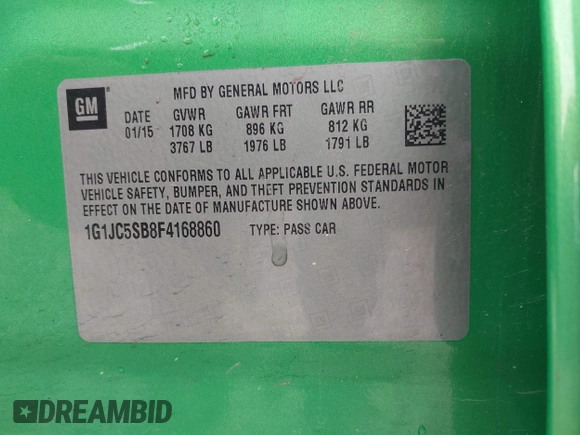 GM
MFD BY GENERAL MOTORS LLC
DATE GVWR GAWR FRT GAWR RR
01/15 1708 KG 896 KG 812 KG
3767 LB 1976 LB 1791 LB
THIS VEHICLE CONFORMS TO ALL APPLICABLE U.S. FEDERAL MOTOR
VEHICLE SAFETY, BUMPER, AND THEFT PREVENTION STANDARDS IN
EFFECT ON THE DATE OF MANUFACTURE SHOWN ABOVE.
1G1JC5SB8F4168860 TYPE: PASS CAR
DREAMBID